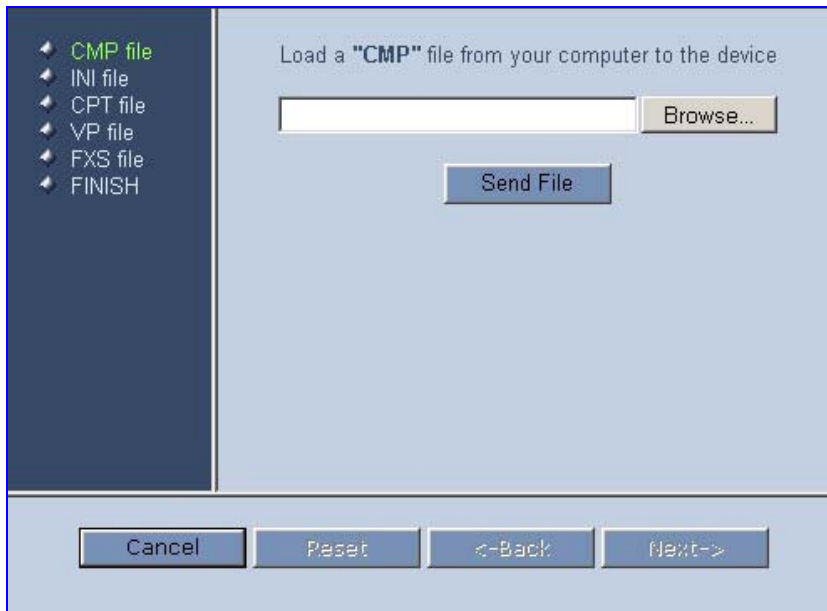 CMP file
INI file
CPT file
VP file
FXS file
FINISH
Load a "CMP" file from your computer to the device
Browse...
Send File
Cancel
Reset
<-Back
Next->